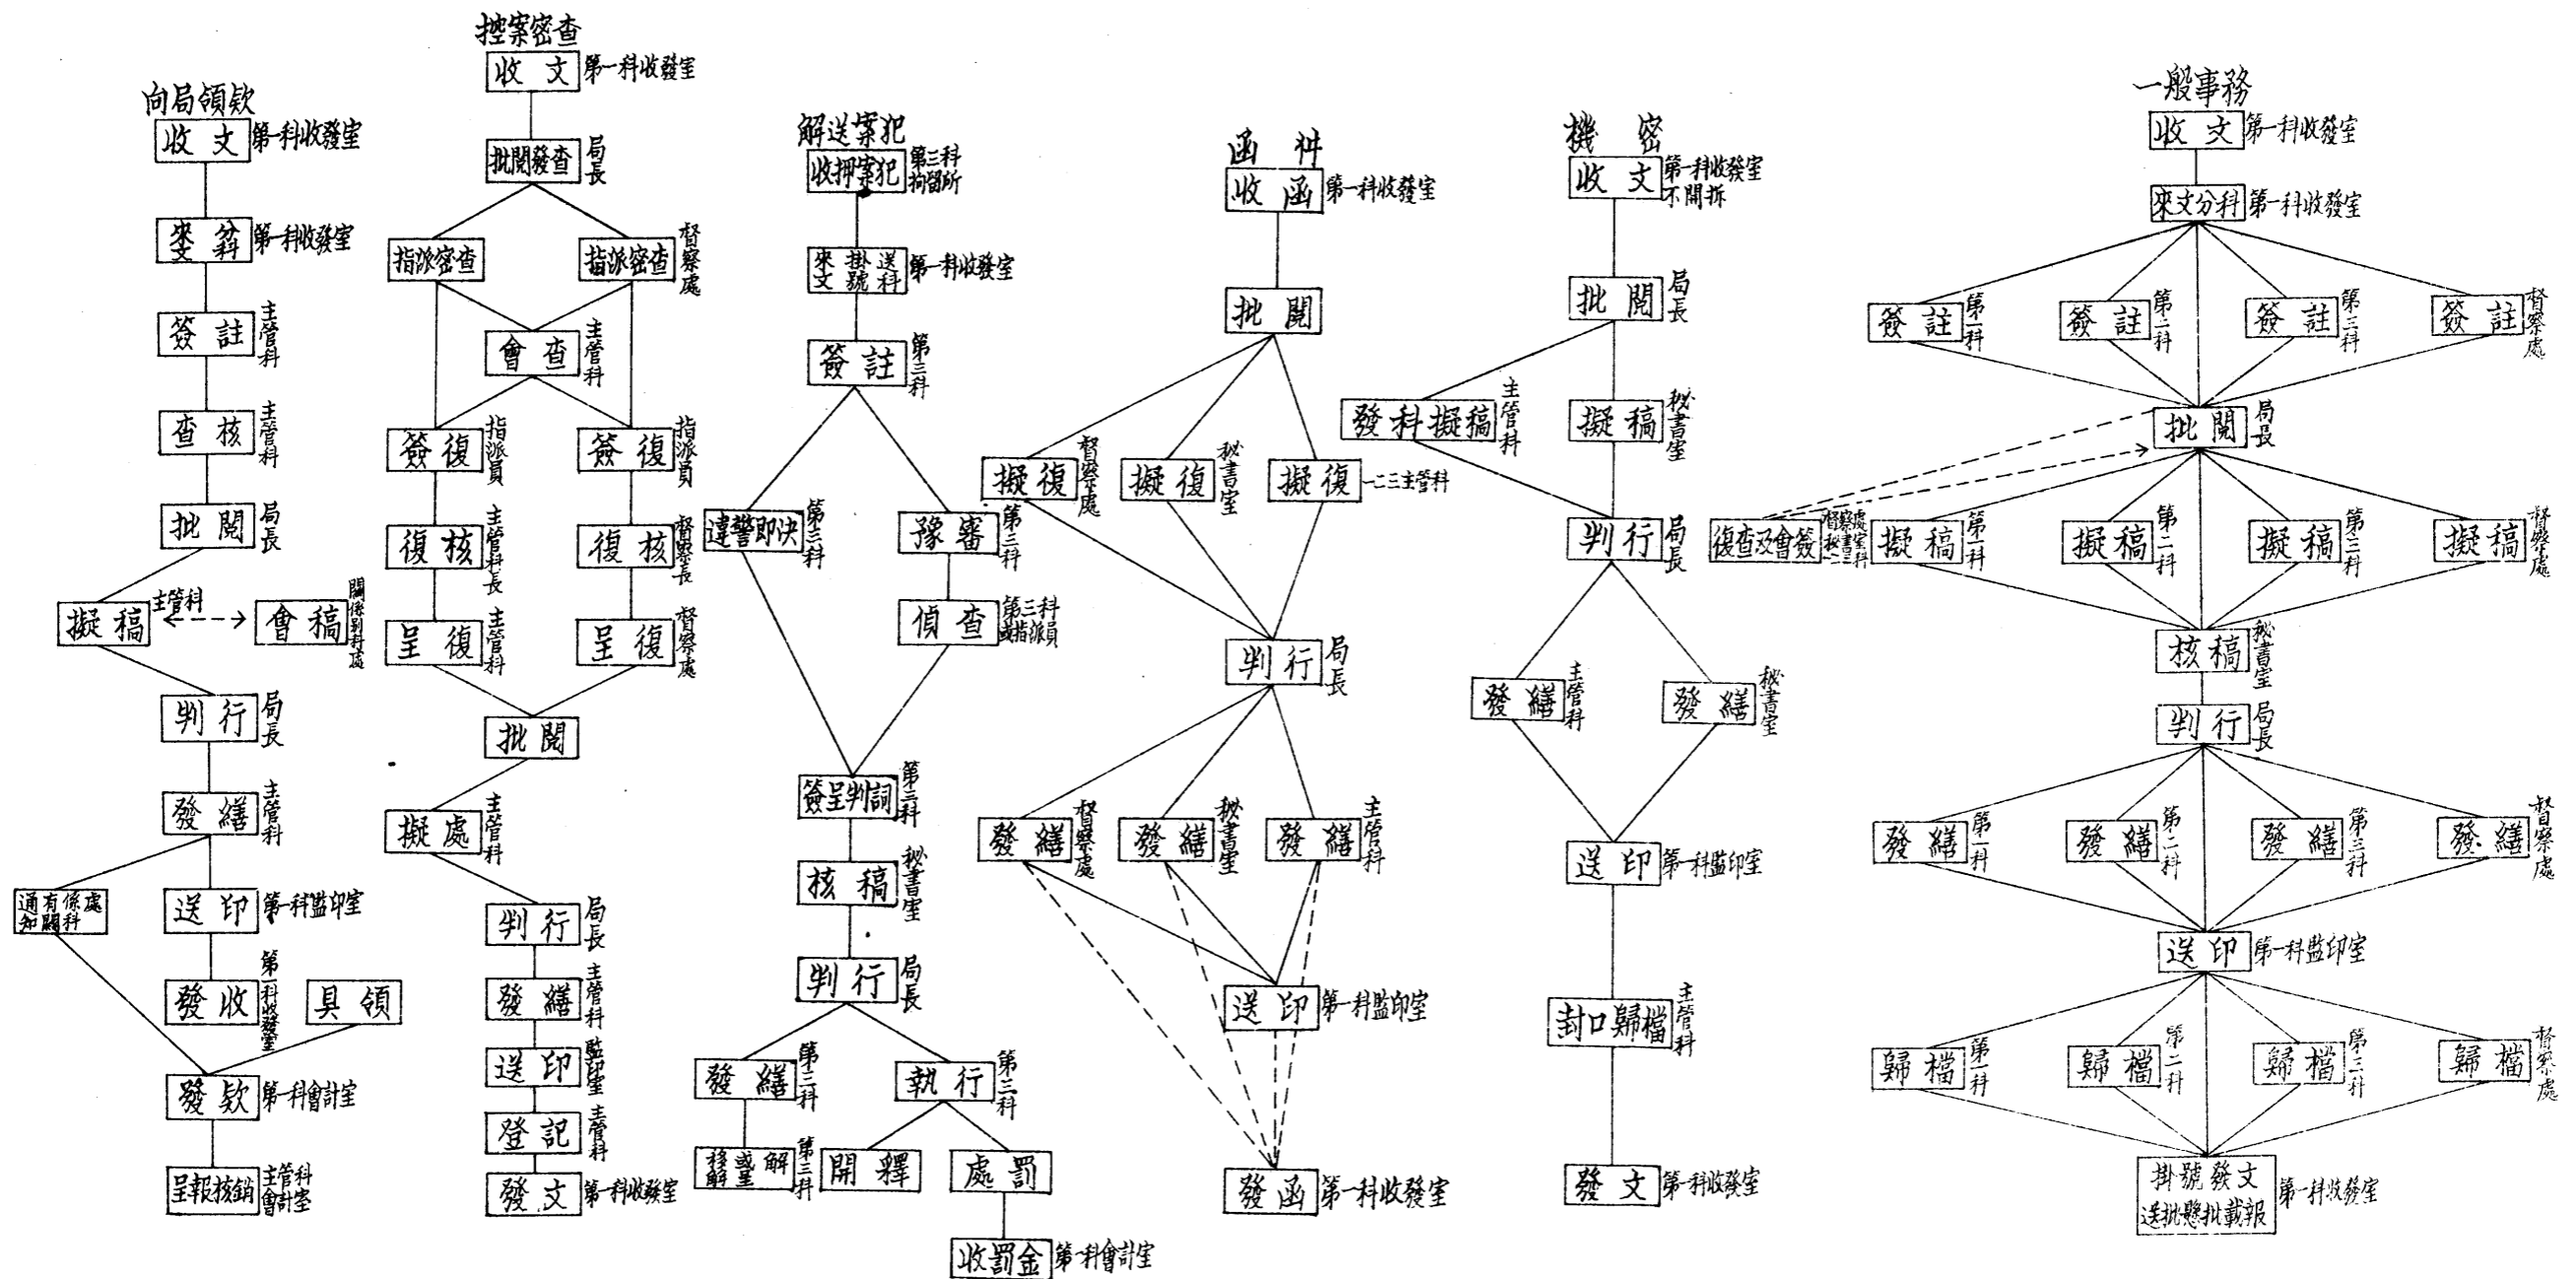 一般事務
收文 第一科收發室
來文分科 第一科收發室
簽註 第一科
簽註 第二科
簽註 第三科
簽註 督察處
批閱 局長
復查及會簽
擬稿 第一科
擬稿 第二科
擬稿 第三科
擬稿 督察處
核稿 秘書室
判行 局長
發繕 第一科
發繕 第二科
發繕 第三科
發繕 督察處
送印 第一科監印室
歸檔 第一科
歸檔 第二科
歸檔 第三科
歸檔 督察處
掛號發文
送批懸批載報
第一科收發室
機密
收文 第一科收發室
不開拆
批閱 局長
發科擬稿 主管科
擬稿 秘書室
判行 局長
發繕 主管科
發繕 秘書室
送印 第一科監印室
封口歸檔 主管科
發文 第一科收發室
函件
收函 第一科收發室
批閱
擬復 督察處
擬復 秘書室
擬復 一二三主管科
判行 局長
發繕 督察處
發繕 秘書室
發繕 主管科
送印 第一科監印室
發函 第一科收發室
解送案犯
收押案犯 第三科
拘留所
來文掛號送科 第一科收發室
簽註 第三科
違警即決 第三科
豫審 第三科
偵查 第三科
或指派員
簽呈判詞 第三科
核稿 秘書室
判行 局長
發繕 第三科
執行 第三科
移解或呈解 第三科
開釋
處罰
收罰金 第一科會計室
控案密查
收文 第一科收發室
批閱發查 局長
指派密查
指派密查 督察處
會查 主管科
簽復 指派員
簽復 指派員
復核 主管科長
復核 督察長
呈復 主管科
呈復 督察處
批閱
擬處 主管科
判行 局長
發繕 主管科
送印 監印室
登記 主管科
發文 第一科收發室
向局領欵
收文 第一科收發室
來文分科 第一科收發室
簽註 主管科
查核 主管科
批閱 局長
擬稿 主管科
會稿 關係別科處
判行 局長
發繕 主管科
通知有關係科處
送印 第一科監印室
發收 第一科收發室
具領
發欵 第一科會計室
呈報核銷 主管科
會計室